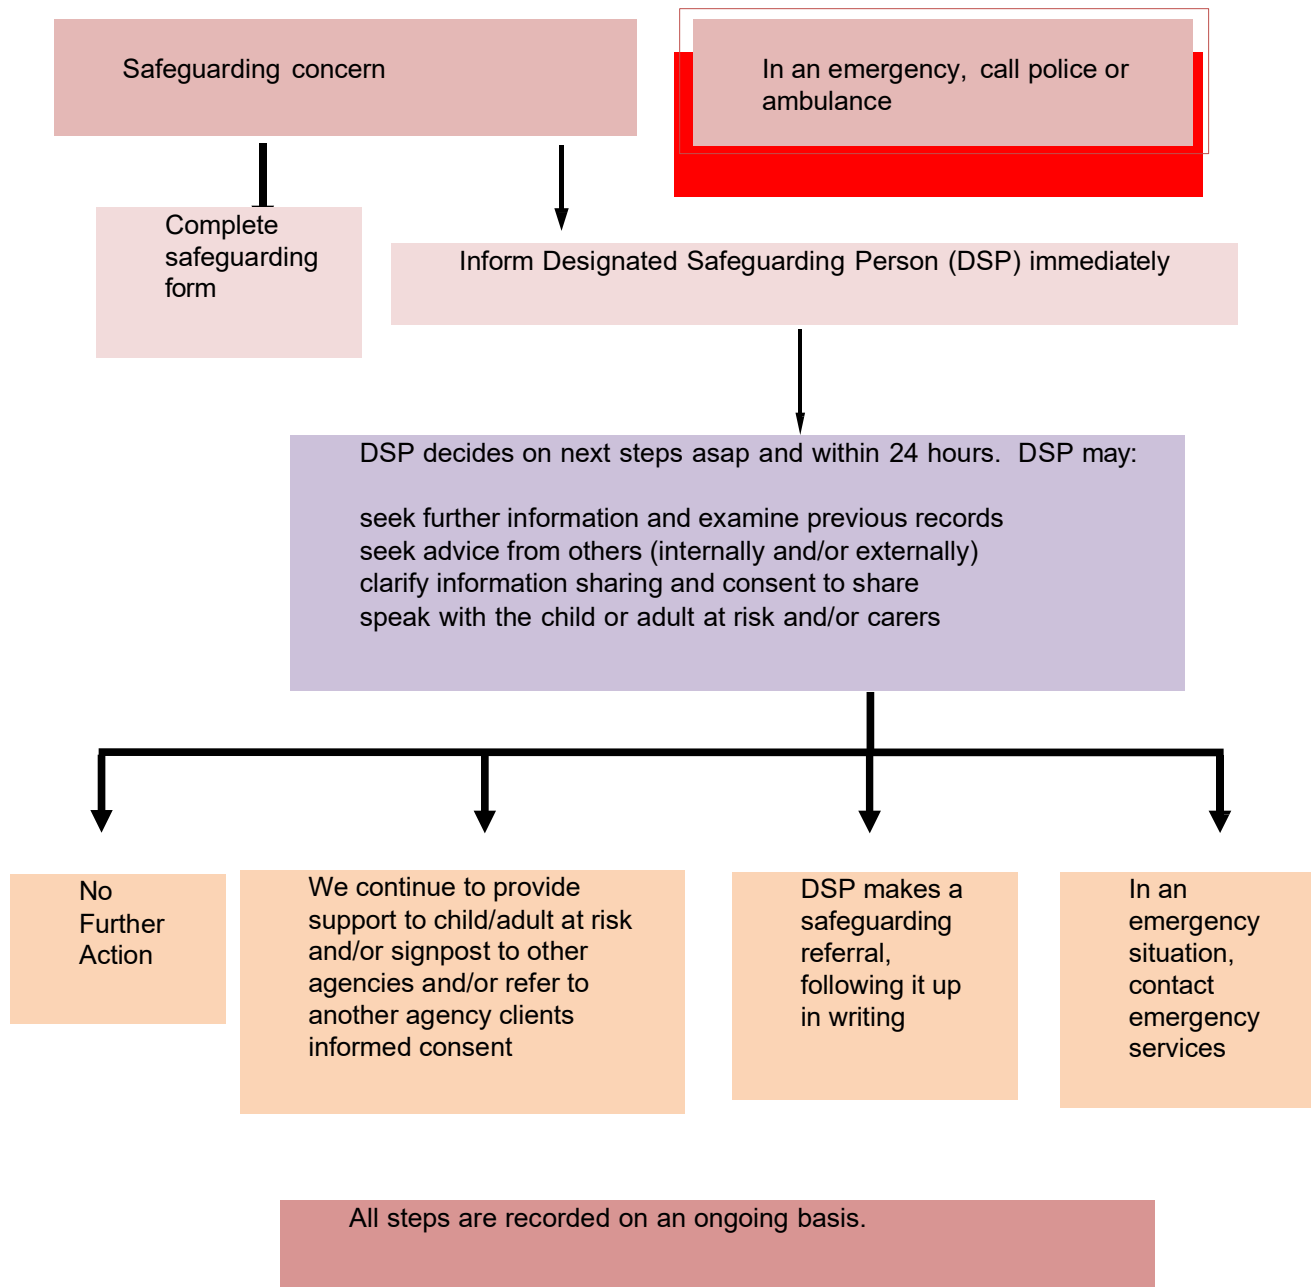 Safeguarding concern
In an emergency, call police or
ambulance
Complete
safeguarding
form
Inform Designated Safeguarding Person (DSP) immediately
DSP decides on next steps asap and within 24 hours. DSP may:
seek further information and examine previous records
seek advice from others (internally and/or externally)
clarify information sharing and consent to share
speak with the child or adult at risk and/or carers
No
Further
Action
We continue to provide
support to child/adult at risk
and/or signpost to other
agencies and/or refer to
another agency clients
informed consent
DSP makes a
safeguarding
referral,
following it up
in writing
In an
emergency
situation,
contact
emergency
services
All steps are recorded on an ongoing basis.